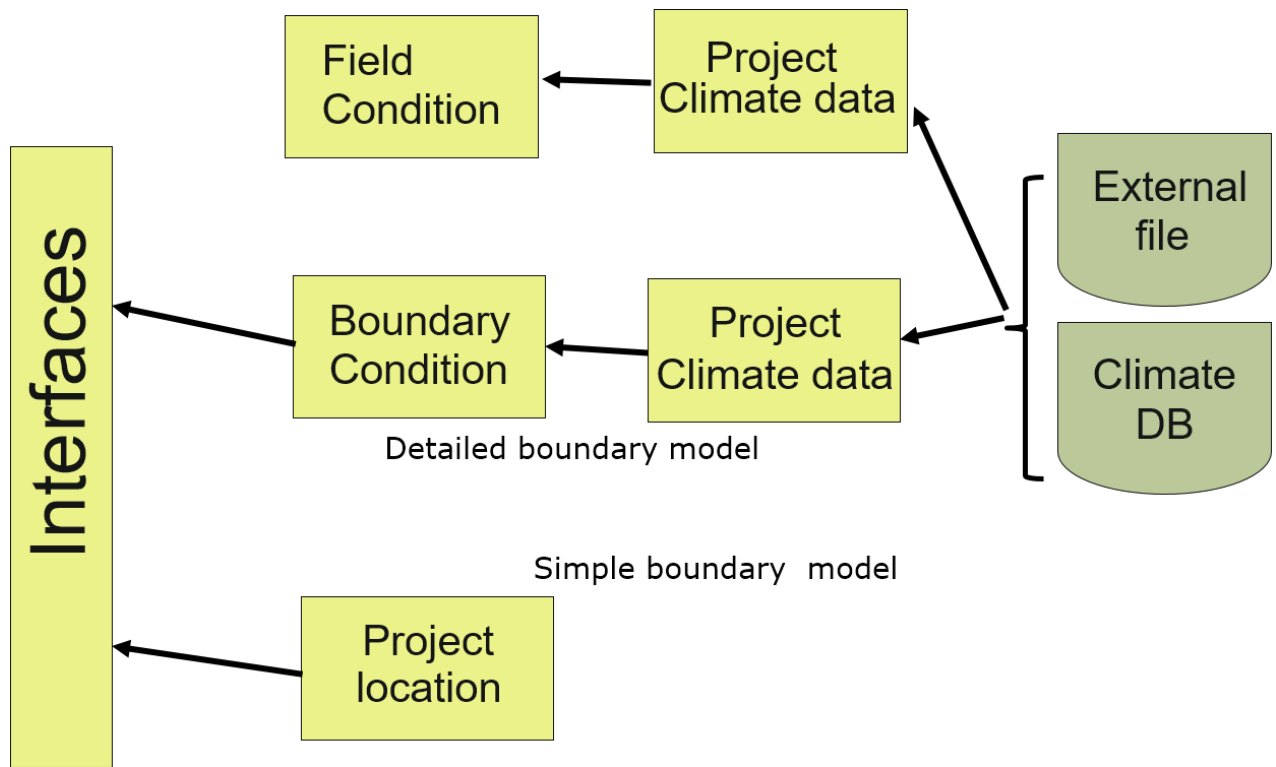 Field
Condition
Project
Climate data
External
file
Interfaces
Boundary
Condition
Project
Climate data
Climate
DB
Detailed boundary model
Simple boundary  model
Project
location